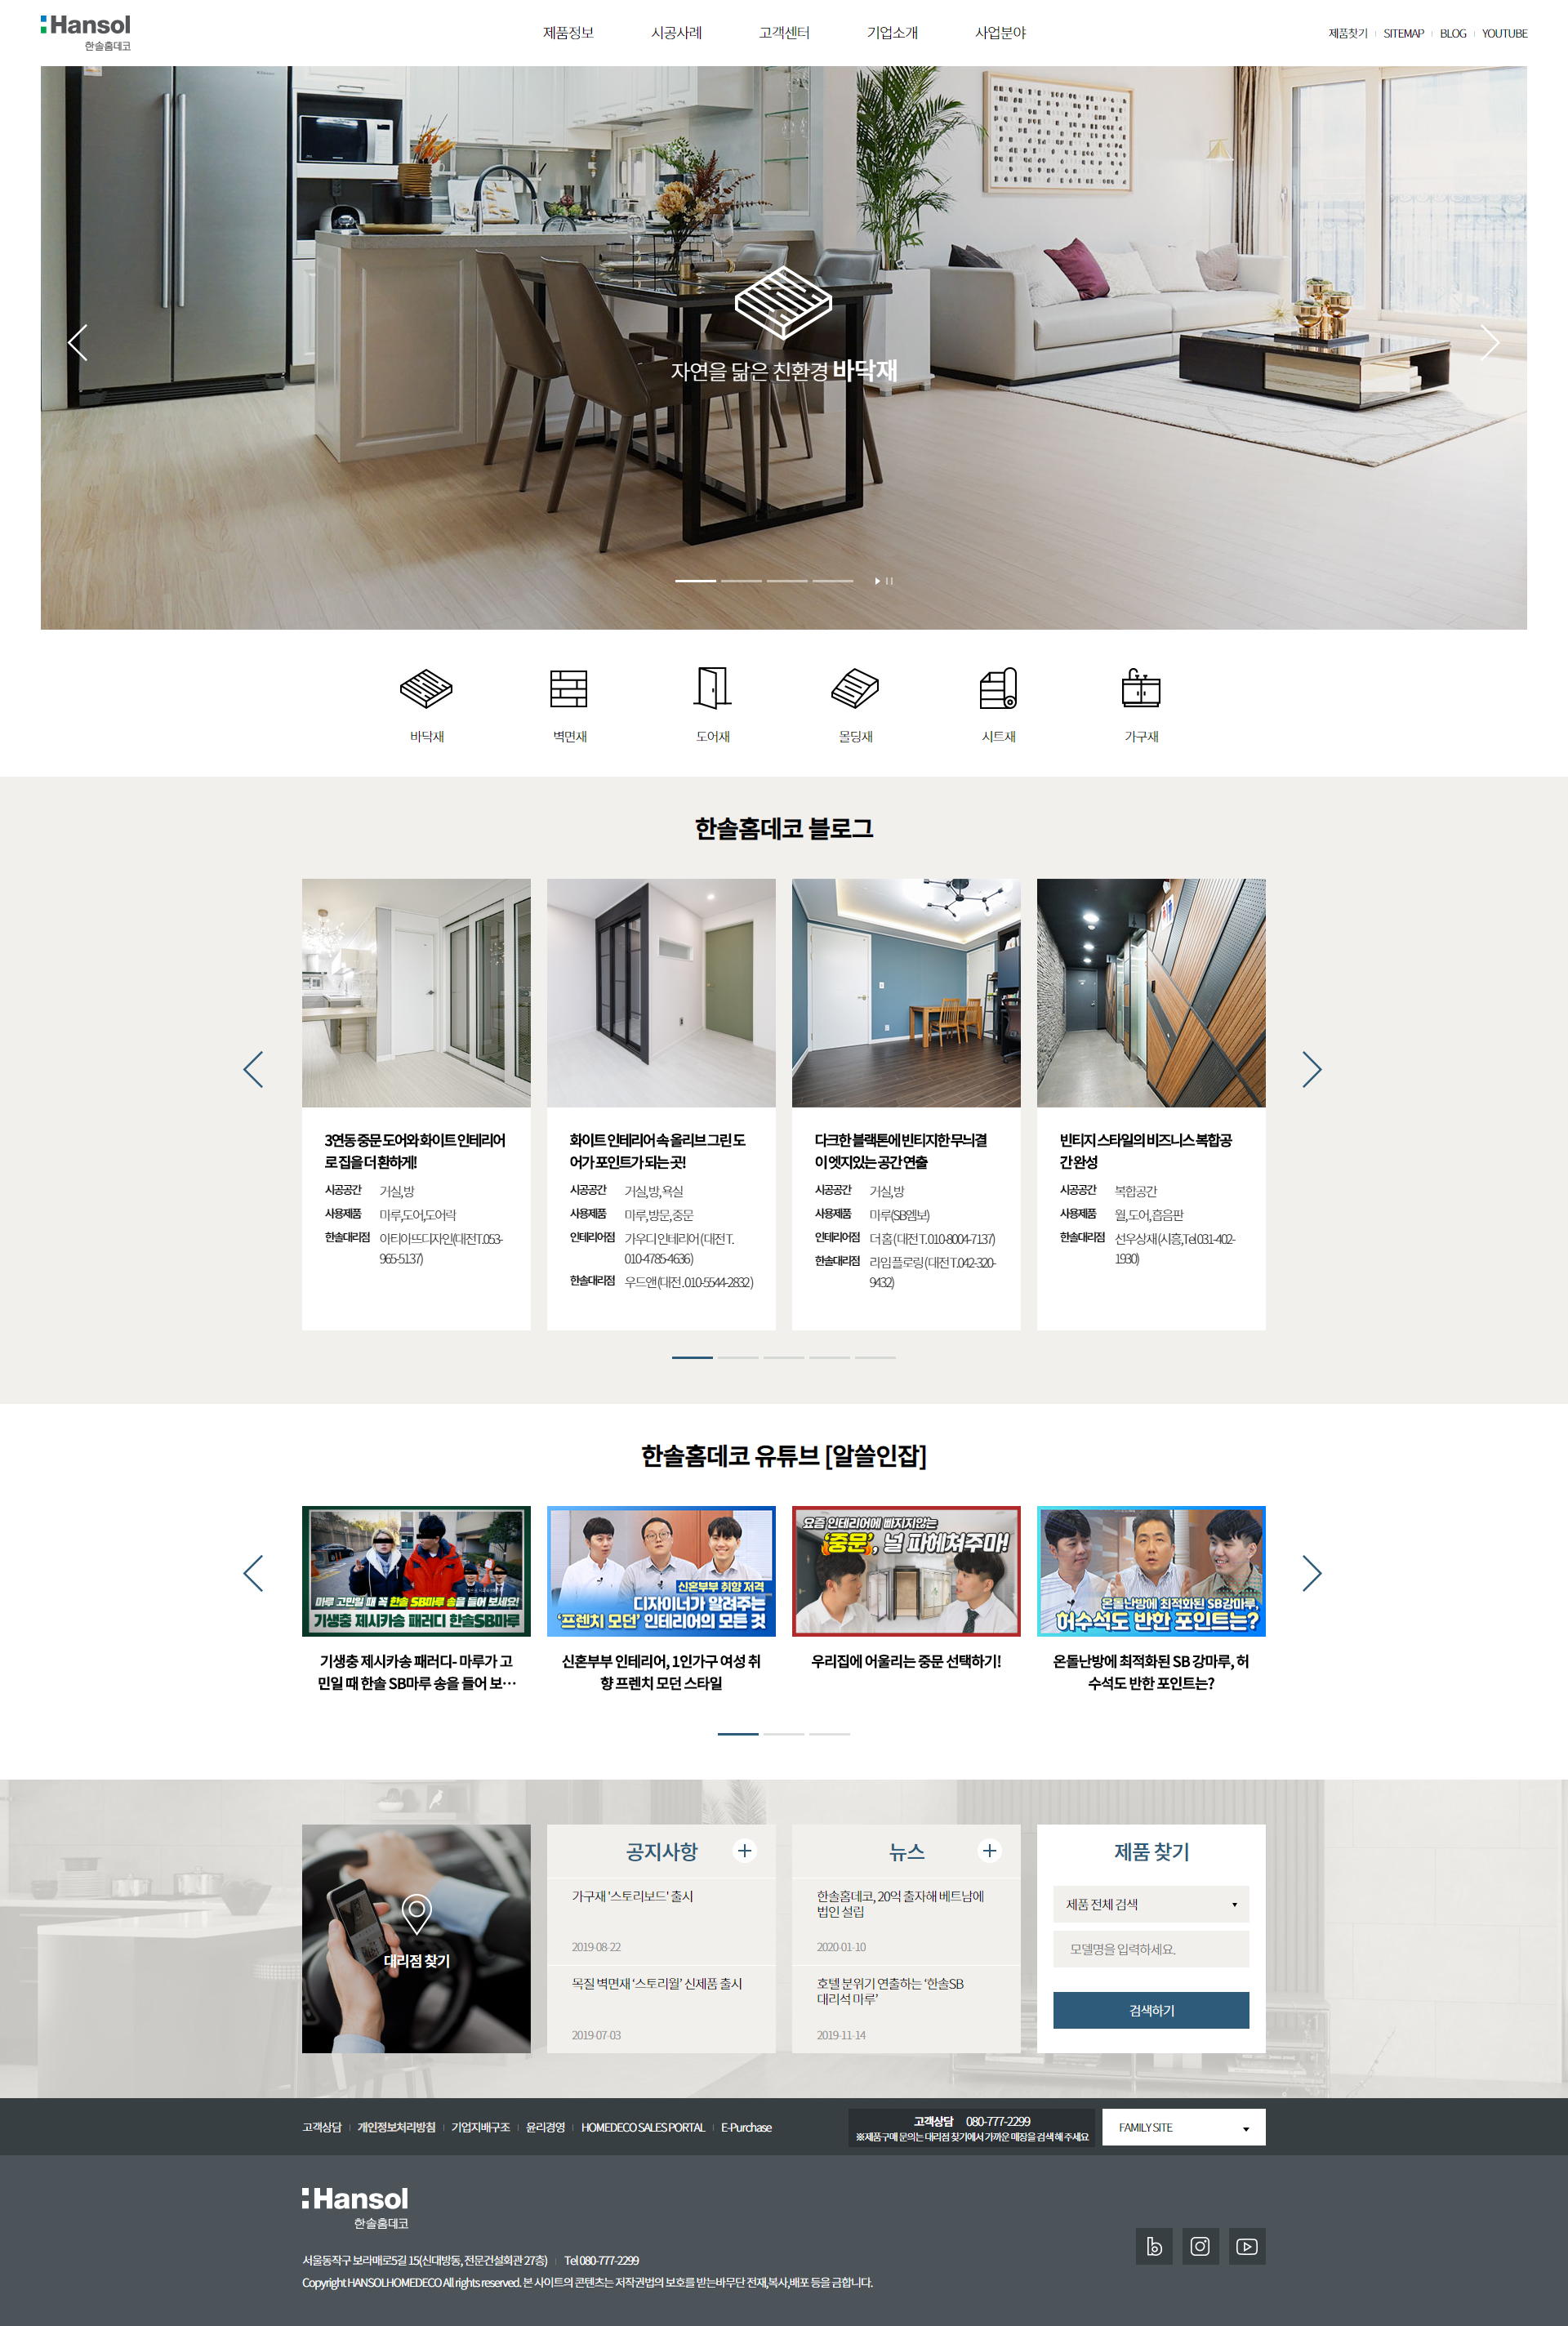 Hansol
한솔홈데코
제품정보
시공사례
고객센터
기업소개
사업분야
제품찾기
SITEMAP
BLOG
YOUTUBE
자연을 닮은 친환경 바닥재
바닥재
벽면재
도어재
몰딩재
시트재
가구재
한솔홈데코 블로그
3연동 중문 도어와 화이트 인테리어
로 집을 더 환하게!
시공공간 거실, 방
사용제품 마루,도어,도어락
한솔대리점 아티아뜨디자인(대전T.053-
965-5137)
화이트 인테리어 속 올리브 그린 도
어가 포인트가 되는 곳!
시공공간 거실, 방, 욕실
사용제품 마루, 방문, 중문
인테리어점 가우디 인테리어 (대전 T.
010-4785-4636 )
한솔대리점 우드앤 (대전 . 010-5544-2832 )
다크한 블랙톤에 빈티지한 무늬결
이 엣지있는 공간 연출
시공공간 거실, 방
사용제품 마루(SB엠보)
인테리어점 더 홈 (대전 T. 010-8004-7137)
한솔대리점 리임 플로링 (대전 T.042-320-
9432)
빈티지 스타일의 비즈니스 복합공
간 완성
시공공간 복합공간
사용제품 월, 도어, 흡음판
한솔대리점 선우상재 (시흥,Tel 031-402-
1930)
한솔홈데코 유튜브 [알쓸인잡]
마루 고민일 때 꼭 한솔 SB마루 송을 들어 보세요!
기생충 제시카송 패러디 한솔SB마루
신혼부부 취향 저격
디자이너가 알려주는
'프렌치 모던' 인테리어의 모든 것
요즘 인테리어에 빠지지않는
'중문', 널 파헤쳐주마!
온돌난방에 최적화된 SB강마루,
허수석도 반한 포인트는?
기생충 제시카송 패러디- 마루가 고
민일 때 한솔 SB마루 송을 들어 보…
신혼부부 인테리어, 1인가구 여성 취
향 프렌치 모던 스타일
우리집에 어울리는 중문 선택하기!
온돌난방에 최적화된 SB 강마루, 허
수석도 반한 포인트는?
대리점 찾기
공지사항
가구재 '스토리보드' 출시
2019-08-22
목질 벽면재 ‘스토리월’ 신제품 출시
2019-07-03
뉴스
한솔홈데코, 20억 출자해 베트남에
법인 설립
2020-01-10
호텔 분위기 연출하는 ‘한솔SB
대리석 마루’
2019-11-14
제품 찾기
제품 전체 검색
모델명을 입력하세요.
검색하기
고객상담
개인정보처리방침
기업지배구조
윤리경영
HOMEDECO SALES PORTAL
E-Purchase
고객상담 080-777-2299
※제품구매 문의는 대리점 찾기에서 가까운 매장을 검색 해 주세요
FAMILY SITE
Hansol
한솔홈데코
서울동작구 보라매로5길 15(신대방동, 전문건설회관 27층) Tel 080-777-2299
Copyright HANSOLHOMEDECO All rights reserved. 본 사이트의 콘텐츠는 저작권법의 보호를 받는바 무단 전재,복사,배포 등을 금합니다.